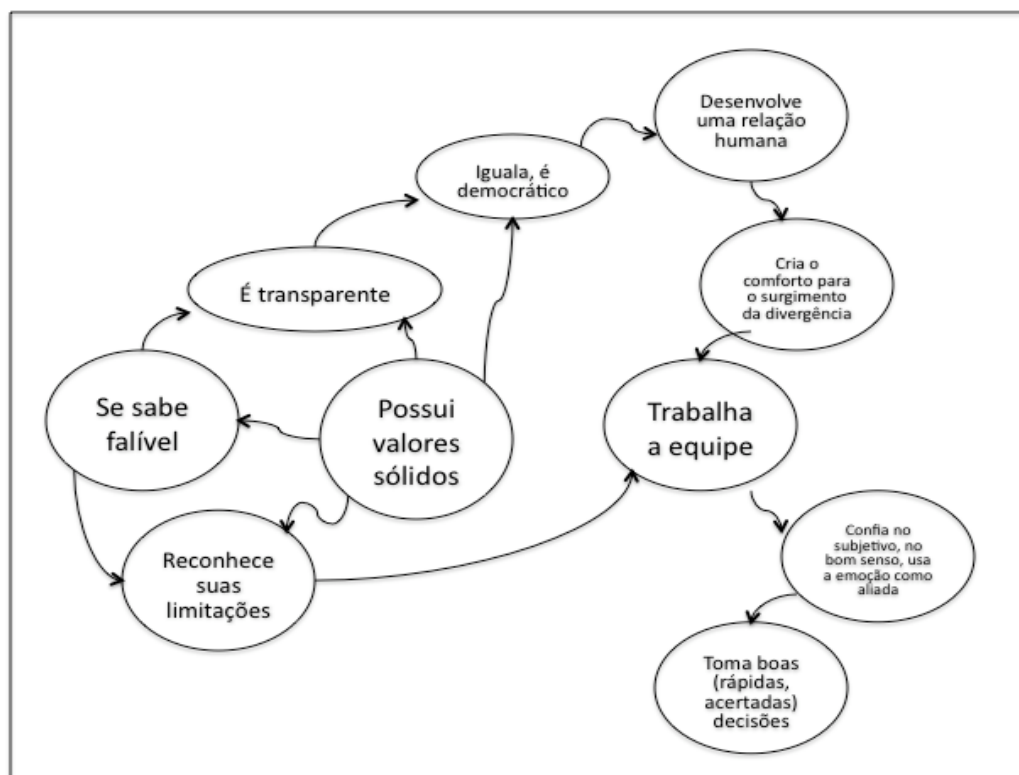 Desenvolve
uma relação
humana
Iguala, é
democrático
Cria o
comforto para
o surgimento
da divergência
É transparente
Se sabe
falível
Possui
valores
sólidos
Trabalha
a equipe
Reconhece
suas
limitações
Confia no
subjetivo, no
bom senso, usa
a emoção como
aliada
Toma boas
(rápidas,
acertadas)
decisões